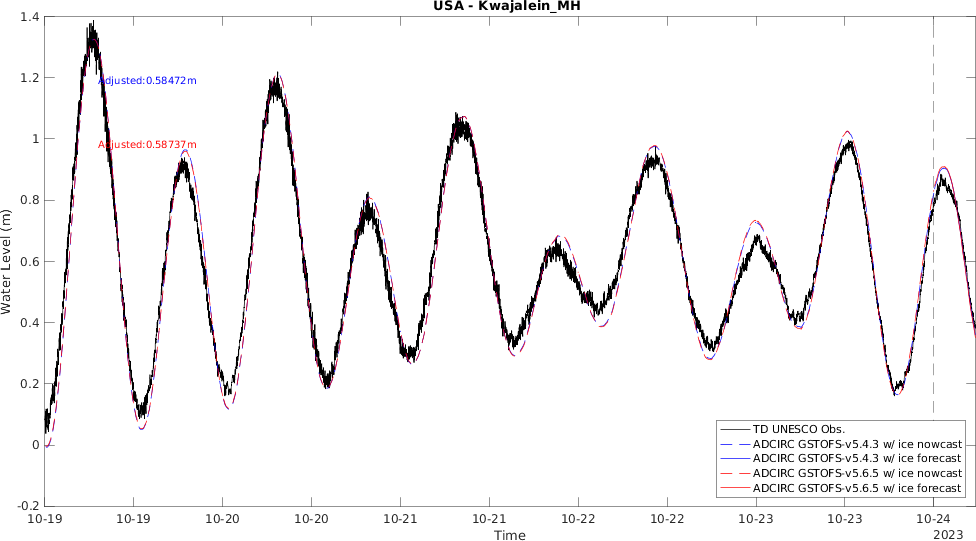 USA - Kwajalein_MH
1.4
1.2
1
0.8
0.6
0.4
0.2
0
-0.2
Water Level (m)
Adjusted:0.58472m
Adjusted:0.58737m
TD UNESCO Obs.
ADCIRC GSTOFS-v5.4.3 w/ ice nowcast
ADCIRC GSTOFS-v5.4.3 w/ ice forecast
ADCIRC GSTOFS-v5.6.5 w/ ice nowcast
ADCIRC GSTOFS-v5.6.5 w/ ice forecast
10-19 10-19 10-20 10-20 10-21 10-21 10-22 10-22 10-23 10-23 10-24
Time
2023